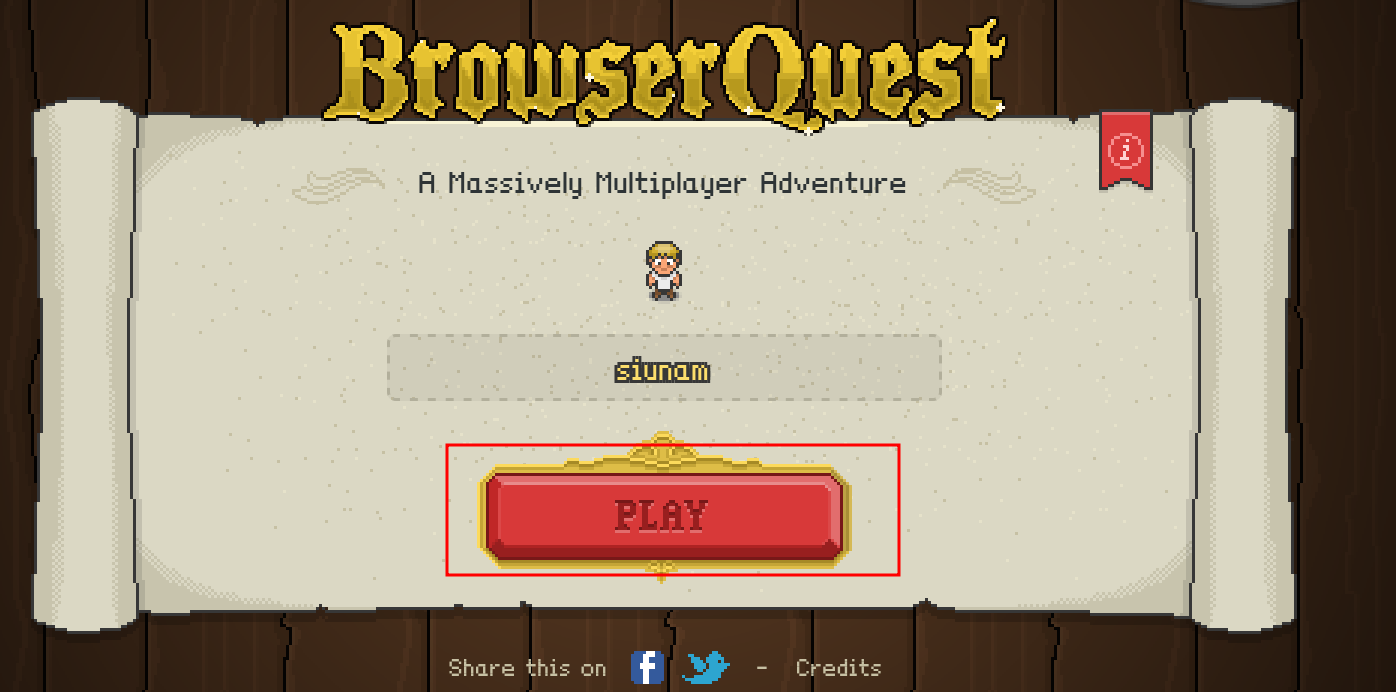 BrowserQuest
A Massively Multiplayer Adventure
siunam
PLAY
Share this on f - Credits